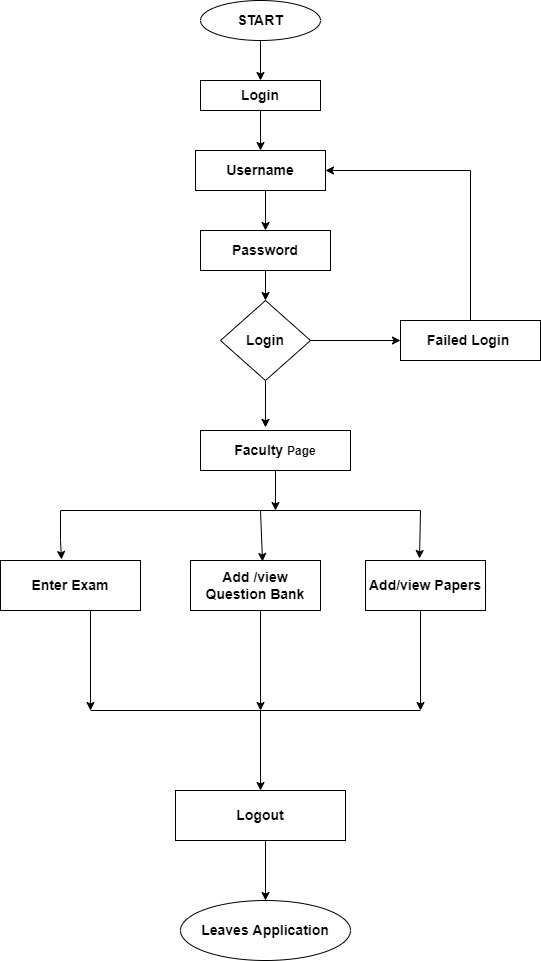 START
Login
Username
Password
Login
Failed Login
Faculty Page
Enter Exam
Add /view
Question Bank
Add/view Papers
Logout
Leaves Application